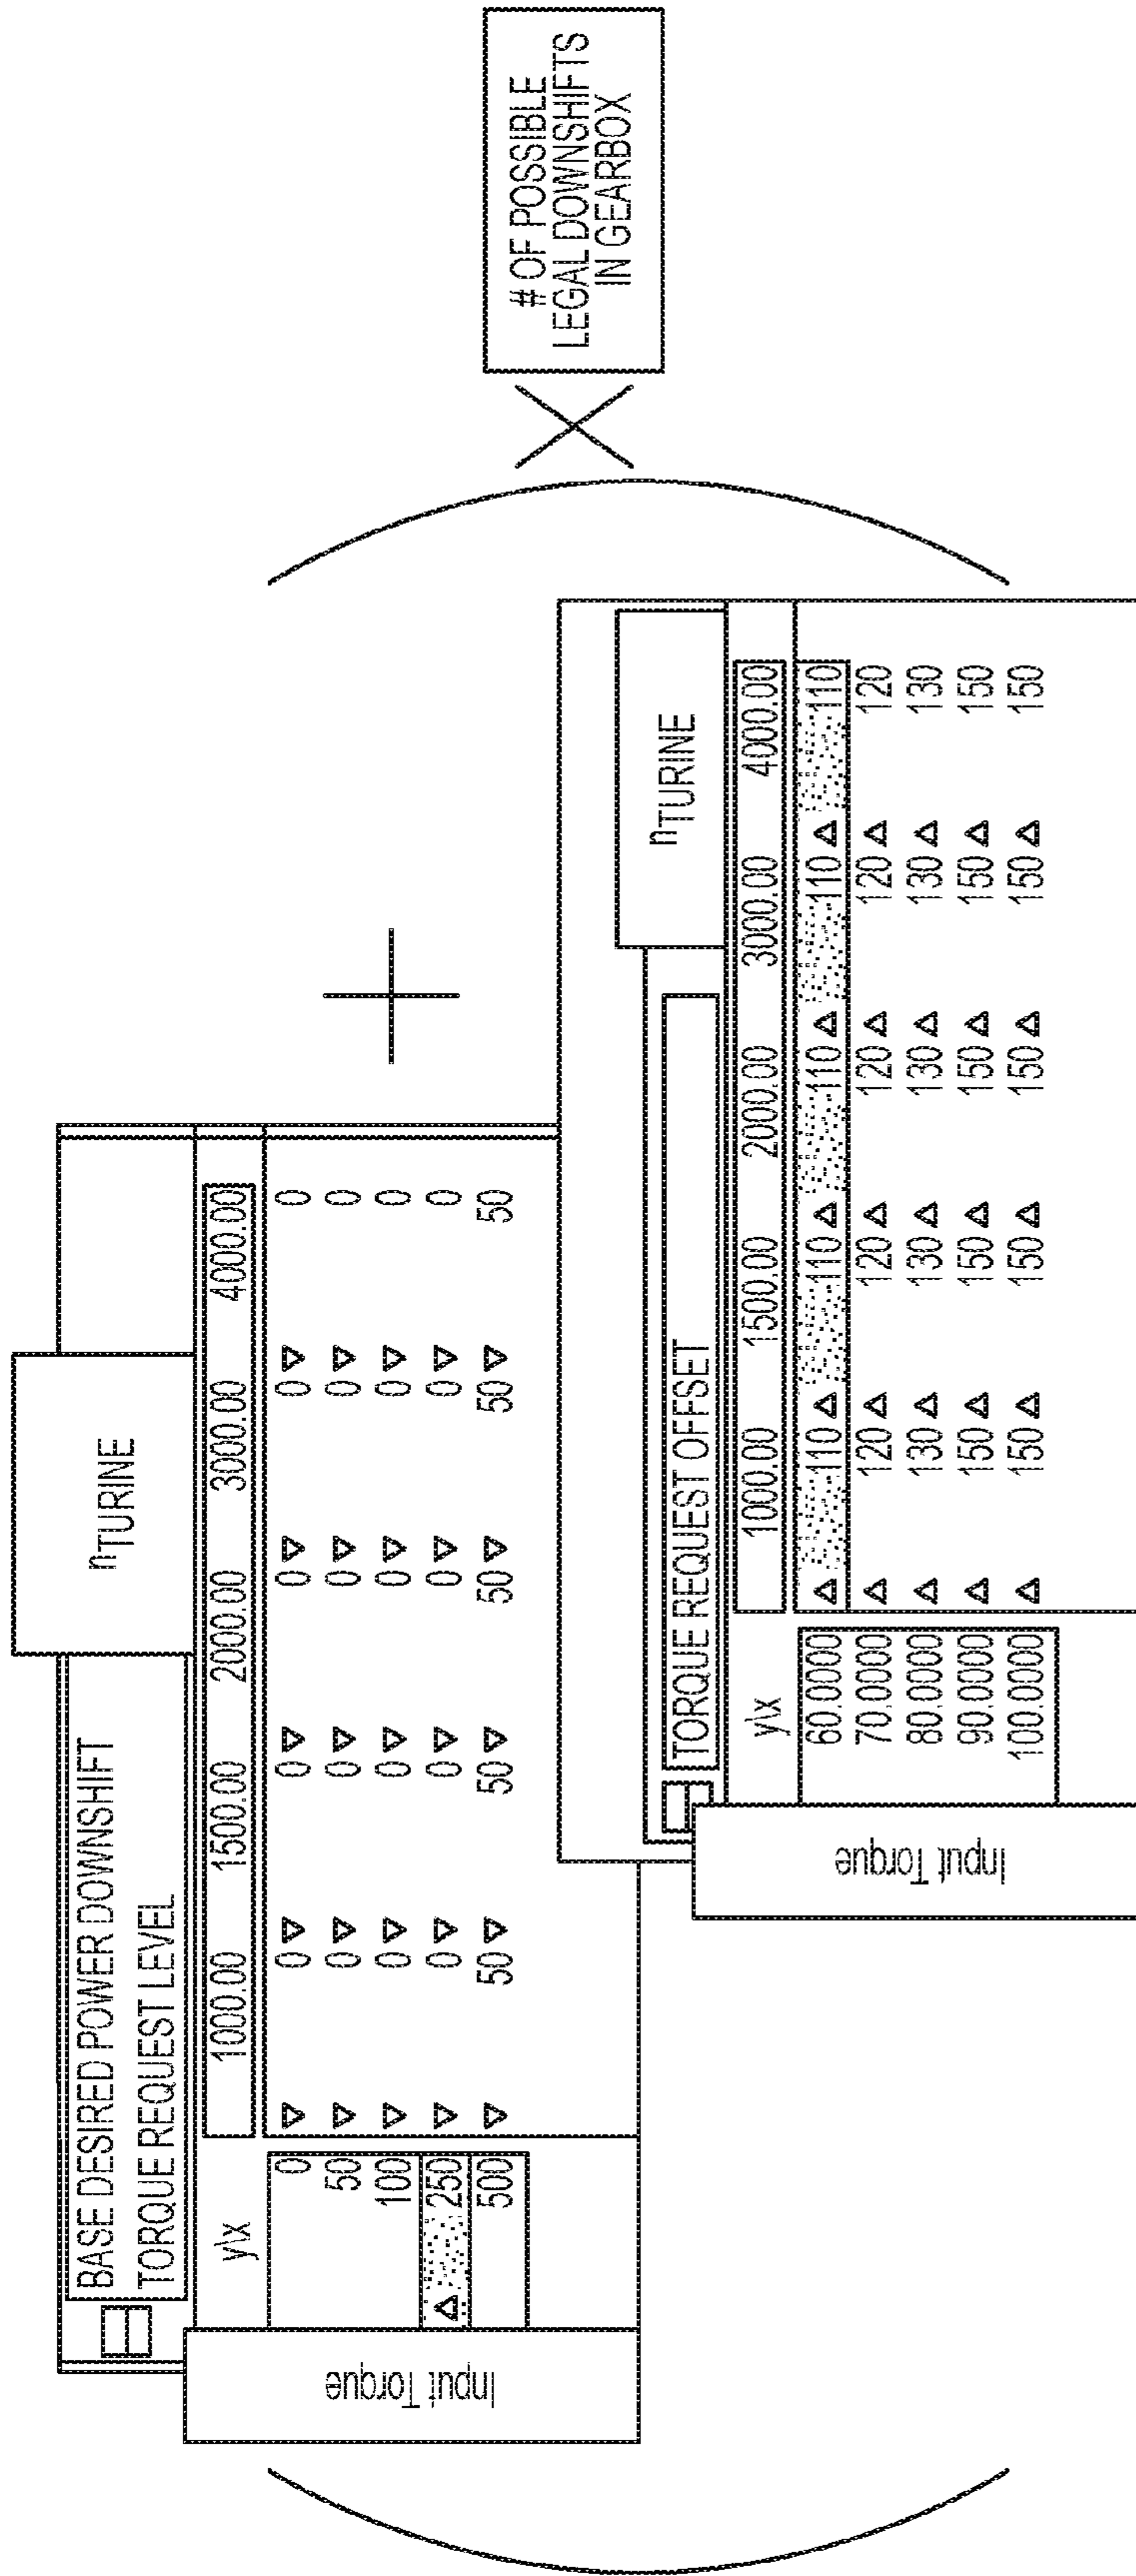 BASE DESIRED POWER DOWNSHIFT
TORQUE REQUEST LEVEL
nTURINE
y\x 1000.00 1500.00 2000.00 3000.00 4000.00
Input Torque
0 0 0 0 0 0
50 0 0 0 0 0
100 0 0 0 0 0
250 0 0 0 0 0
500 50 50 50 50 50
+
TORQUE REQUEST OFFSET
nTURINE
y\x 1000.00 1500.00 2000.00 3000.00 4000.00
Input Torque
60.0000 110 110 110 110 110
70.0000 120 120 120 120 120
80.0000 130 130 130 130 130
90.0000 150 150 150 150 150
100.0000 150 150 150 150 150
X
# OF POSSIBLE
LEGAL DOWNSHIFTS
IN GEARBOX